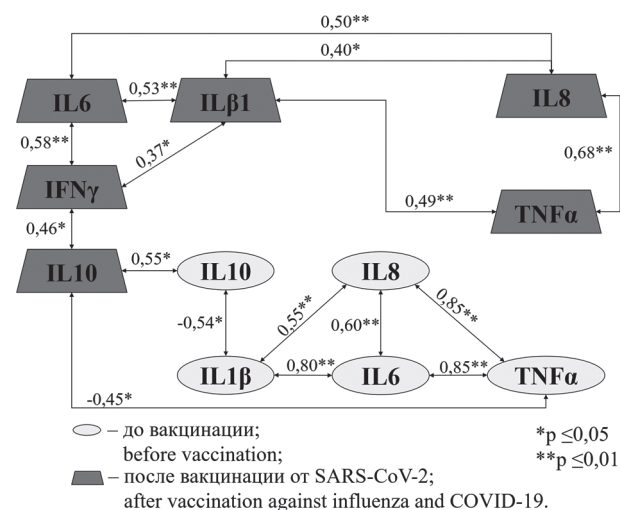 0,50**
0,40*
IL6
0,53**
ILβ1
IL8
0,58**
0,37*
0,68**
IFNγ
0,49**
TNFα
0,46*
IL10
0,55*
IL10
IL8
-0,54*
0,55**
0,60**
0,85**
IL1β
0,80**
IL6
0,85**
TNFα
-0,45*
– до вакцинации;
before vaccination;
*p ≤0,05
**p ≤0,01
– после вакцинации от SARS-CoV-2;
after vaccination against influenza and COVID-19.